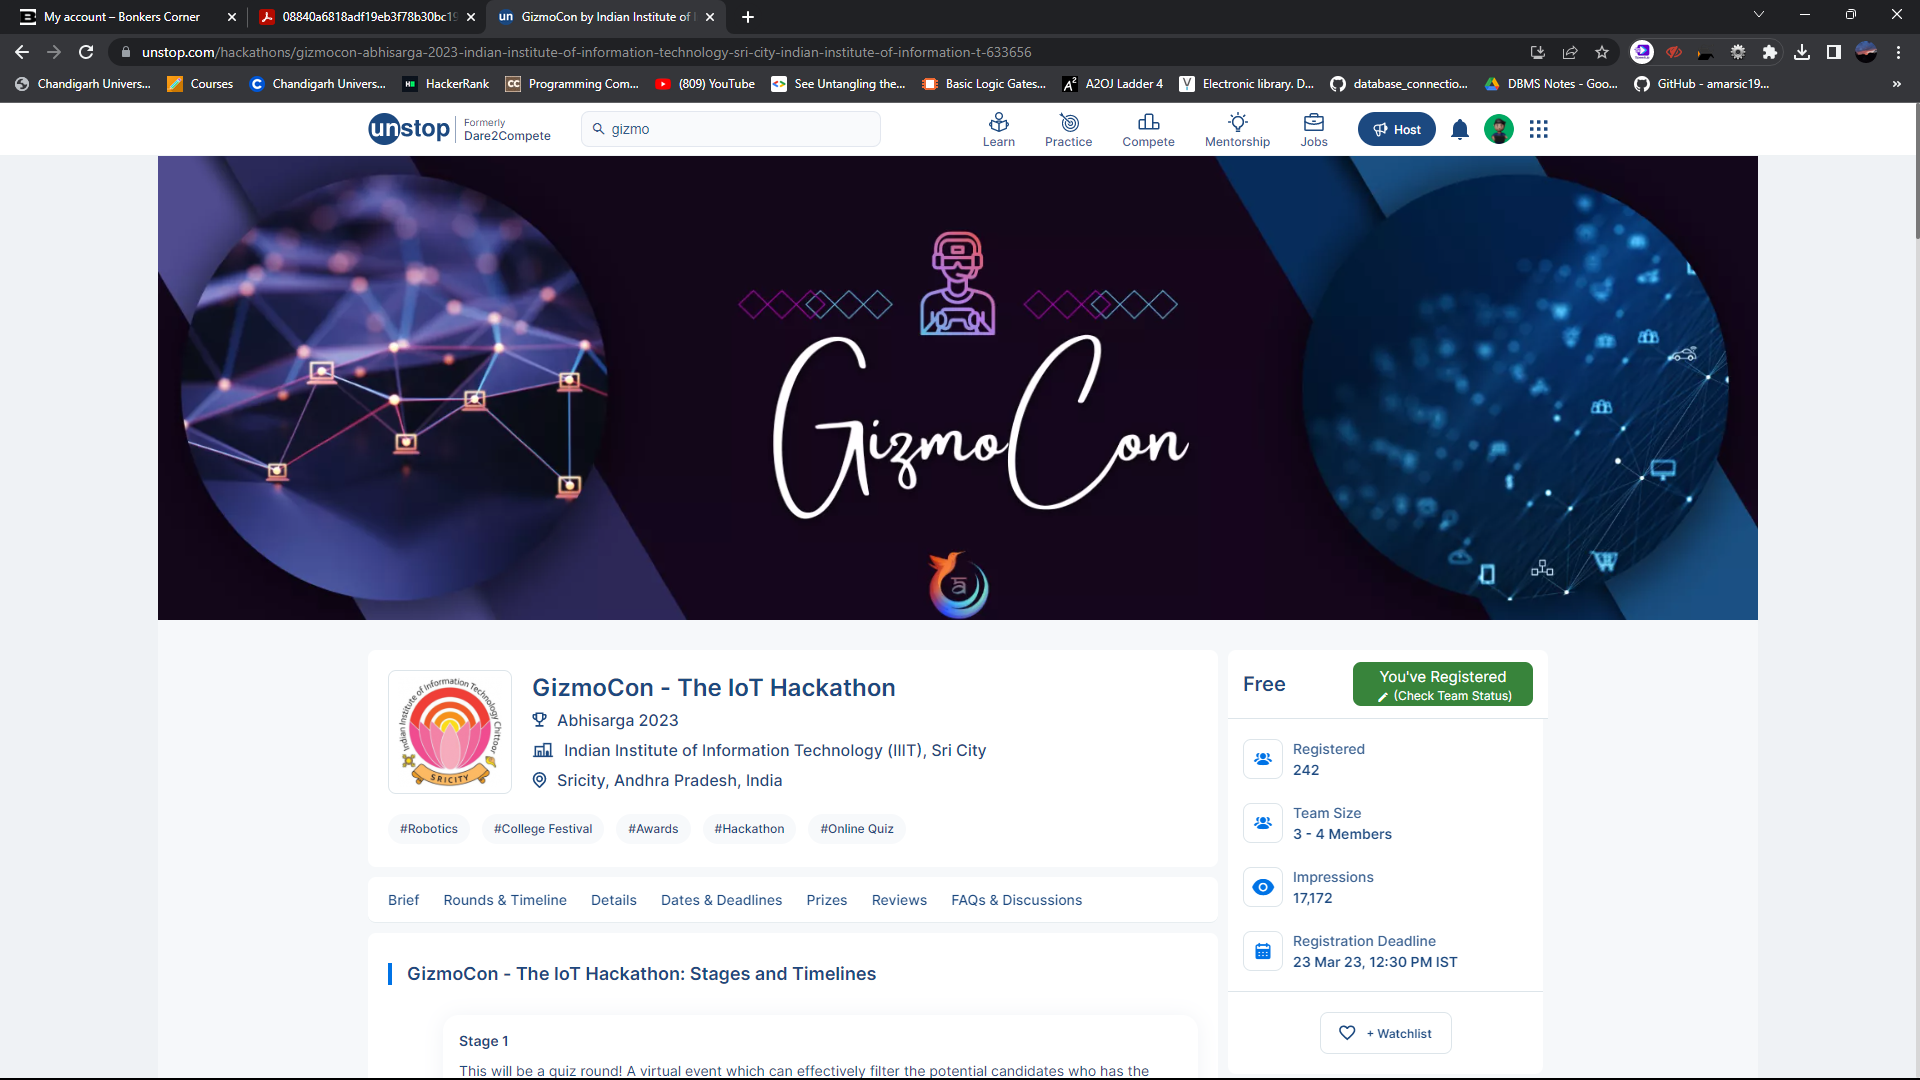 My account – Bonkers Corner
08840a6818adf19eb3f78b30bc19
un GizmoCon by Indian Institute of I
unstop.com/hackathons/gizmocon-abhisarga-2023-indian-institute-of-information-technology-sri-city-indian-institute-of-information-t-633656
Chandigarh Univers...
Courses
Chandigarh Univers...
HackerRank
CC Programming Com...
(809) YouTube
See Untangling the...
Basic Logic Gates...
A² A2OJ Ladder 4
Y Electronic library. D...
database_connectio...
DBMS Notes - Goo...
GitHub - amarsic19...
»
unstop
Formerly
Dare2Compete
gizmo
Learn
Practice
Compete
Mentorship
Jobs
Host
GizmoCon
Indian Institute of Information Technology Chittoor
SRICITY
GizmoCon - The IoT Hackathon
Abhisarga 2023
Indian Institute of Information Technology (IIIT), Sri City
Sricity, Andhra Pradesh, India
#Robotics
#College Festival
#Awards
#Hackathon
#Online Quiz
Free
You've Registered
(Check Team Status)
Registered
242
Team Size
3 - 4 Members
Impressions
17,172
Registration Deadline
23 Mar 23, 12:30 PM IST
+ Watchlist
Brief
Rounds & Timeline
Details
Dates & Deadlines
Prizes
Reviews
FAQs & Discussions
GizmoCon - The IoT Hackathon: Stages and Timelines
Stage 1
This will be a quiz round! A virtual event which can effectively filter the potential candidates who has the